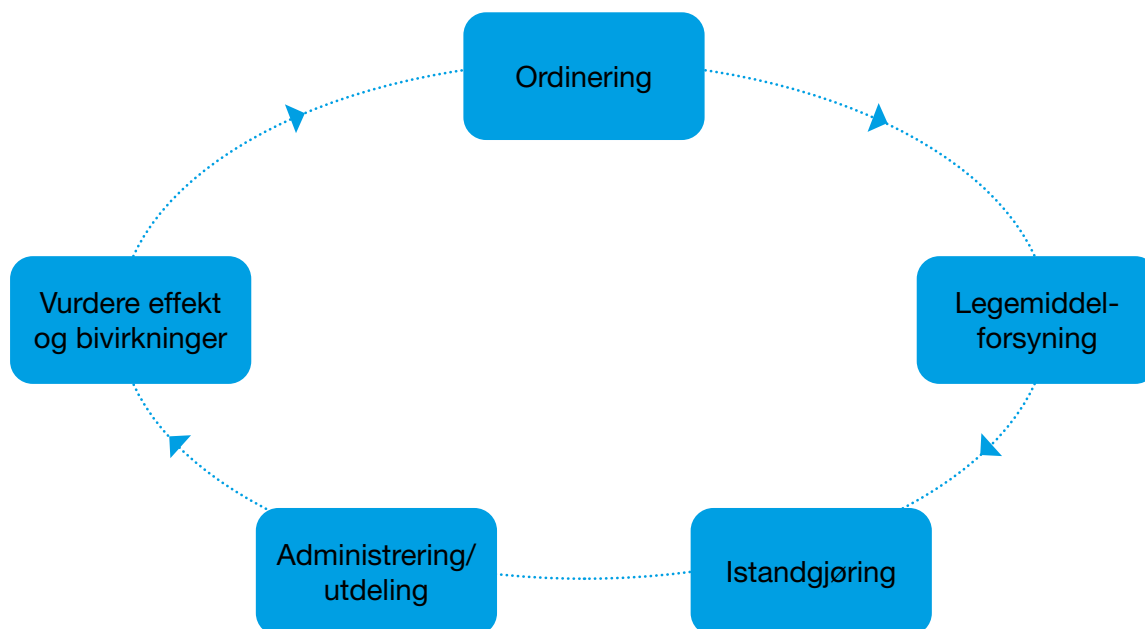 Ordinering
Legemiddel-
forsyning
Istandgjøring
Administrering/
utdeling
Vurdere effekt
og bivirkninger